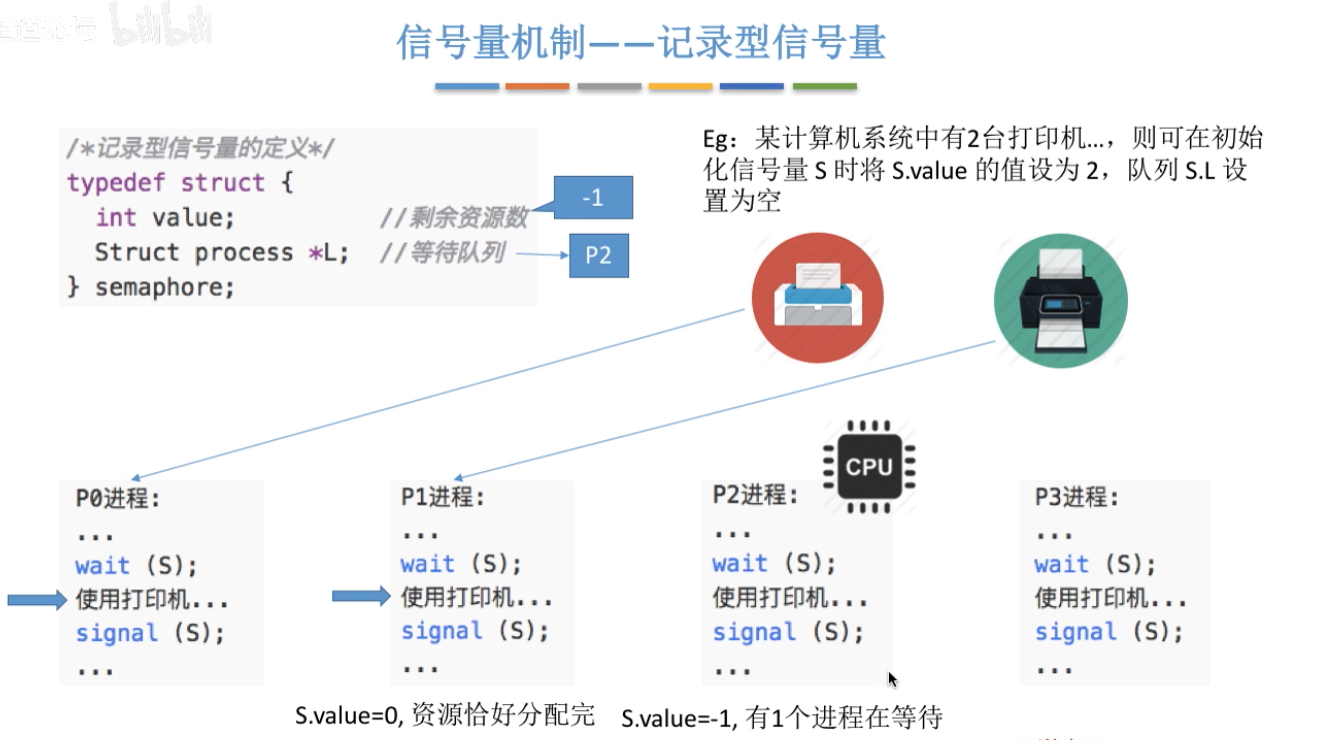 bilibili
信号量机制——记录型信号量
/*记录型信号量的定义*/
typedef struct {
int value; //剩余资源数
Struct process *L; //等待队列
} semaphore;
-1
P2
Eg：某计算机系统中有2台打印机...，则可在初始
化信号量 S 时将 S.value 的值设为 2，队列 S.L 设
置为空
CPU
P0进程:
...
wait (S);
使用打印机...
signal (S);
...
P1进程:
...
wait (S);
使用打印机...
signal (S);
...
P2进程:
...
wait (S);
使用打印机...
signal (S);
...
P3进程:
...
wait (S);
使用打印机...
signal (S);
...
S.value=0, 资源恰好分配完
S.value=-1, 有1个进程在等待